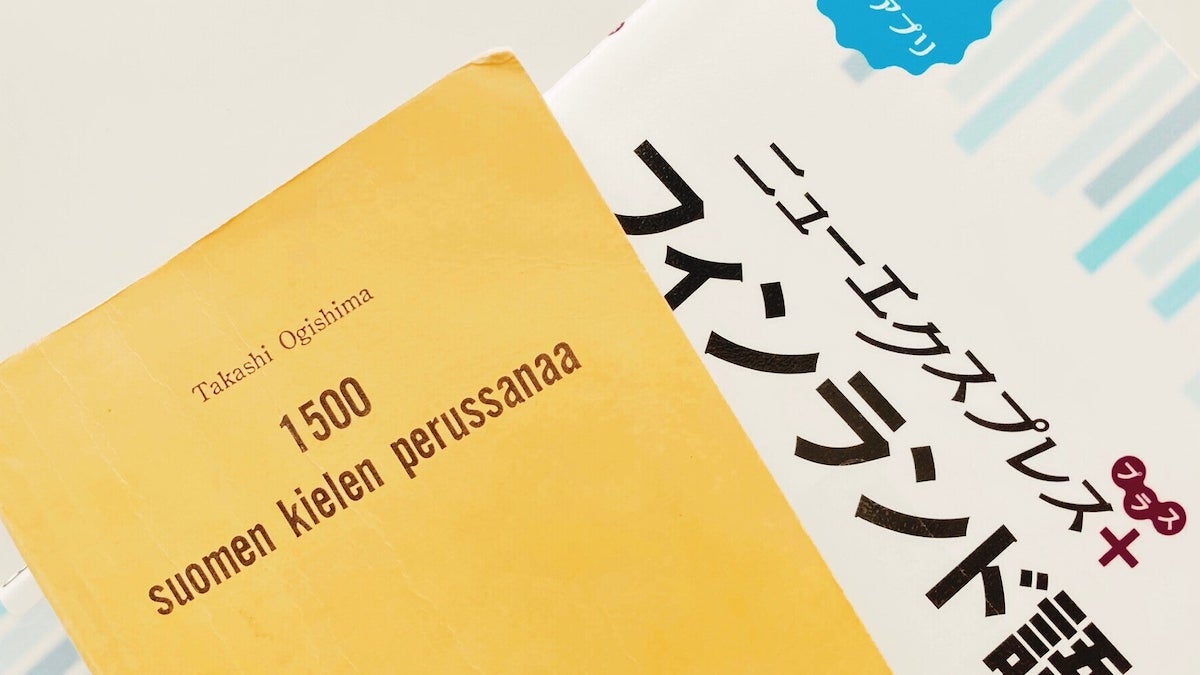 Takashi Ogishima
1500
suomen kielen perussanaa
アプリ
ニューエクスプレス
プラス
+
フィンランド語